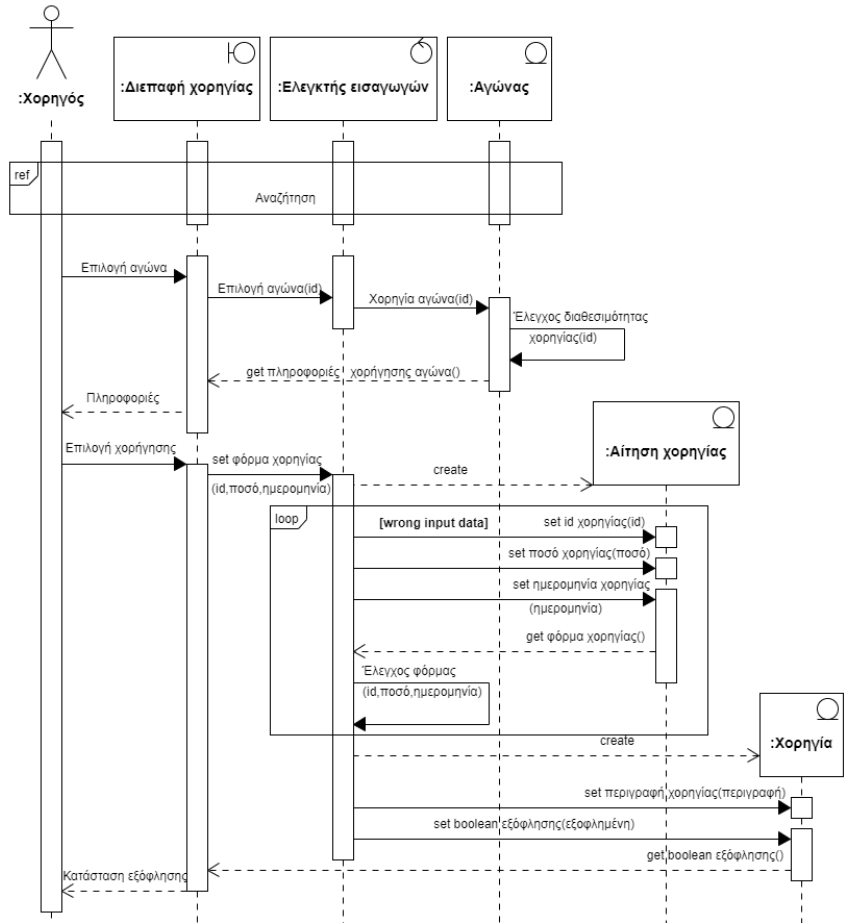 :Χορηγός
:Διεπαφή χορηγίας
:Ελεγκτής εισαγωγών
:Αγώνας
ref
Αναζήτηση
Επιλογή αγώνα
Επιλογή αγώνα(id)
Χορηγία αγώνα(id)
Έλεγχος διαθεσιμότητας
χορηγίας(id)
get πληροφοριές χορήγησης αγώνα()
Πληροφοριές
:Αίτηση χορηγίας
Επιλογή χορήγησης
set φόρμα χορηγίας
(id,ποσό,ημερομηνία)
create
loop
[wrong input data]
set id χορηγίας(id)
set ποσό χορηγίας(ποσό)
set ημερομηνία χορηγίας
(ημερομηνία)
get φόρμα χορηγίας()
Έλεγχος φόρμας
(id,ποσό,ημερομηνία)
:Χορηγία
create
set περιγραφή χορηγίας(περιγραφή)
set boolean εξόφλησης(εξοφλημένη)
get boolean εξόφλησης()
Κατάσταση εξόφλησης